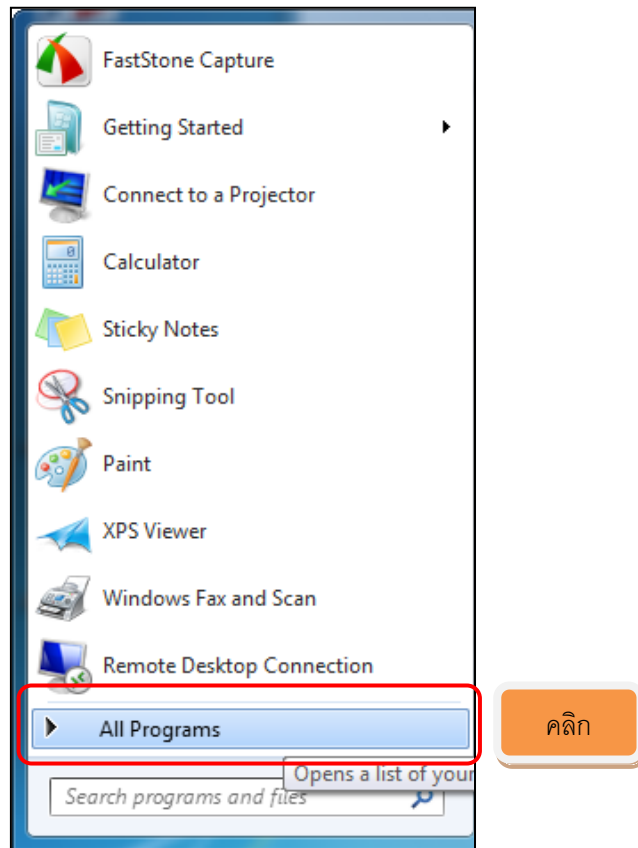 FastStone Capture
Getting Started
Connect to a Projector
0
Calculator
Sticky Notes
Snipping Tool
Paint
XPS Viewer
Windows Fax and Scan
Remote Desktop Connection
All Programs
คลิก
Opens a list of your
Search programs and files